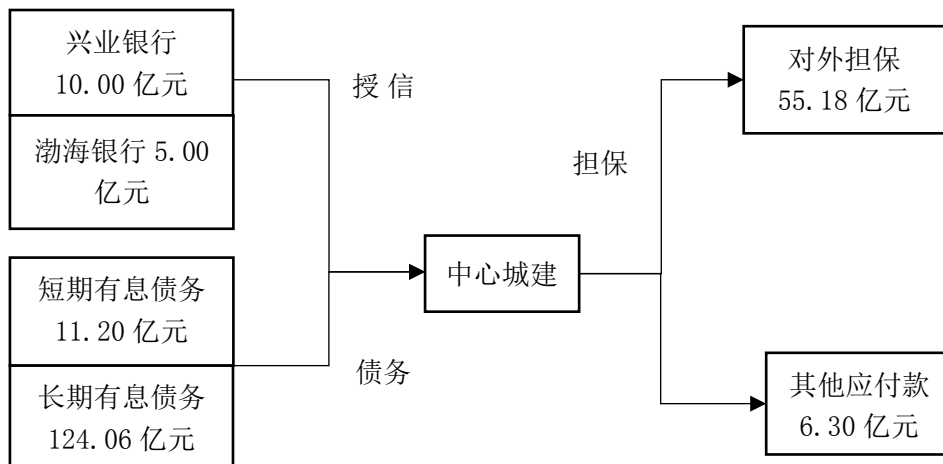 兴业银行
10.00 亿元
渤海银行 5.00
亿元
授 信
对外担保
55.18 亿元
担保
中心城建
短期有息债务
11.20 亿元
债务
长期有息债务
124.06 亿元
其他应付款
6.30 亿元